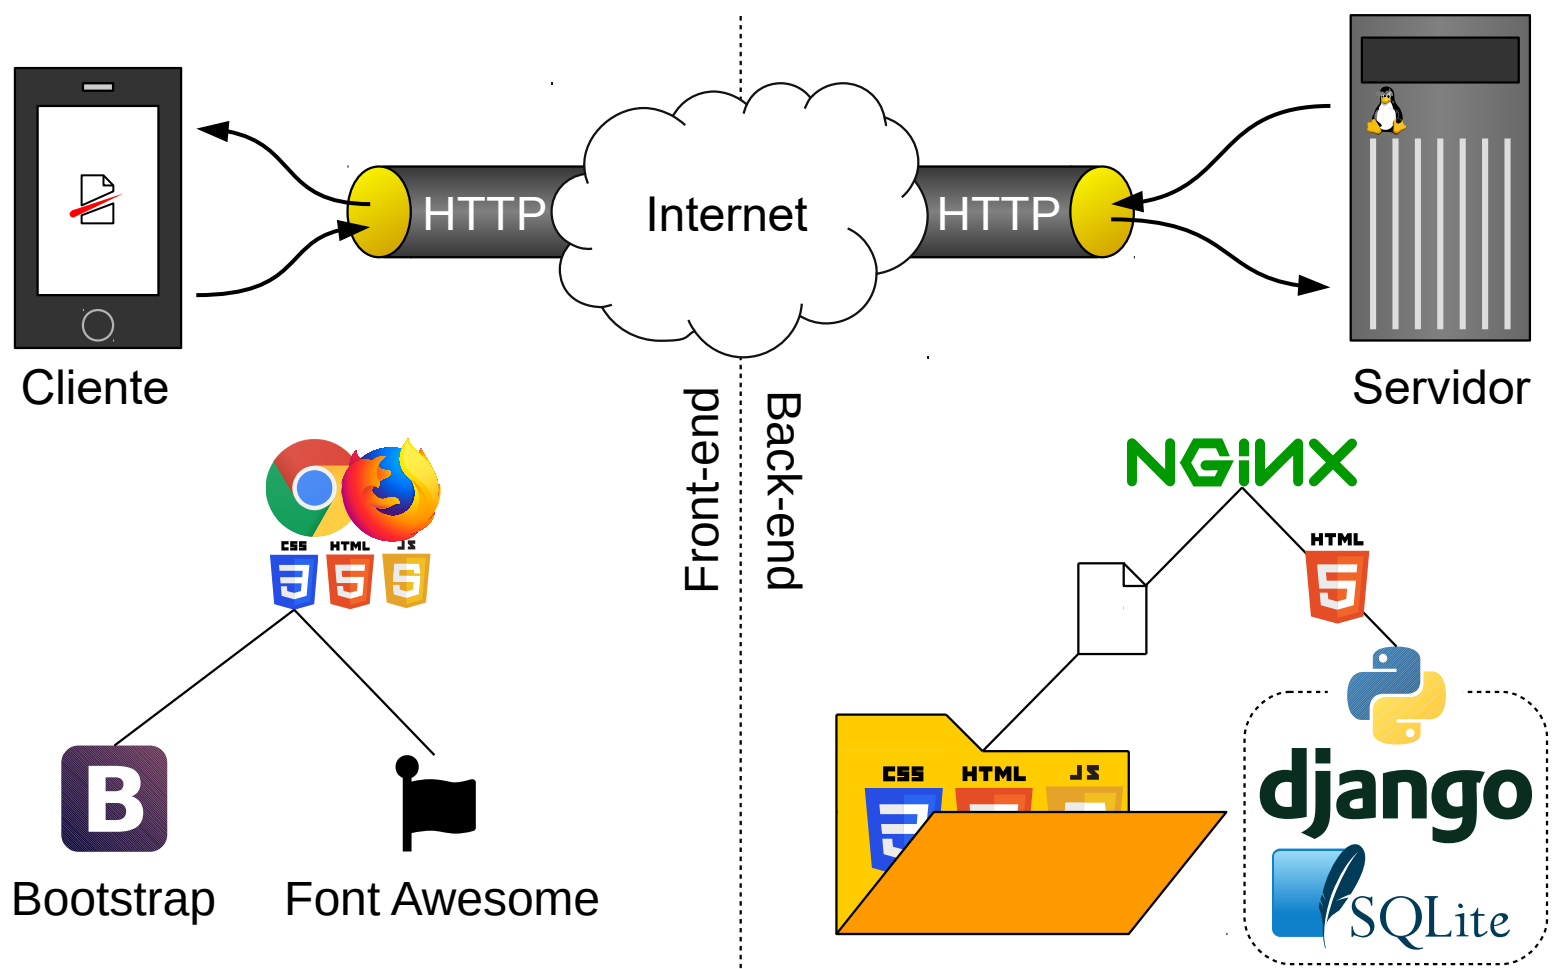 HTTP
Internet
HTTP
Cliente
Servidor
Front-end
Back-end
CSS
HTML
JS
NGiNX
HTML
CSS
HTML
JS
B
Bootstrap
Font Awesome
django
SQLite